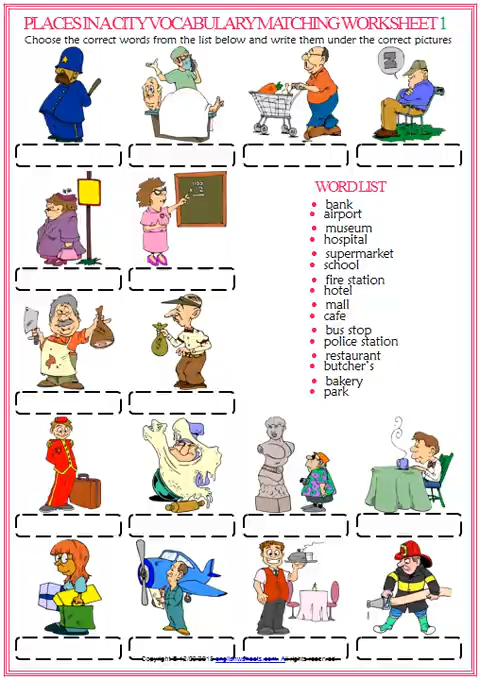 PLACES IN A CITY VOCABULARY MATCHING WORKSHEET 1
Choose the correct words from the list below and write them under the correct pictures
WORD LIST
bank
airport
museum
hospital
supermarket
school
fire station
hotel
mall
cafe
bus stop
police station
restaurant
butcher's
bakery
park